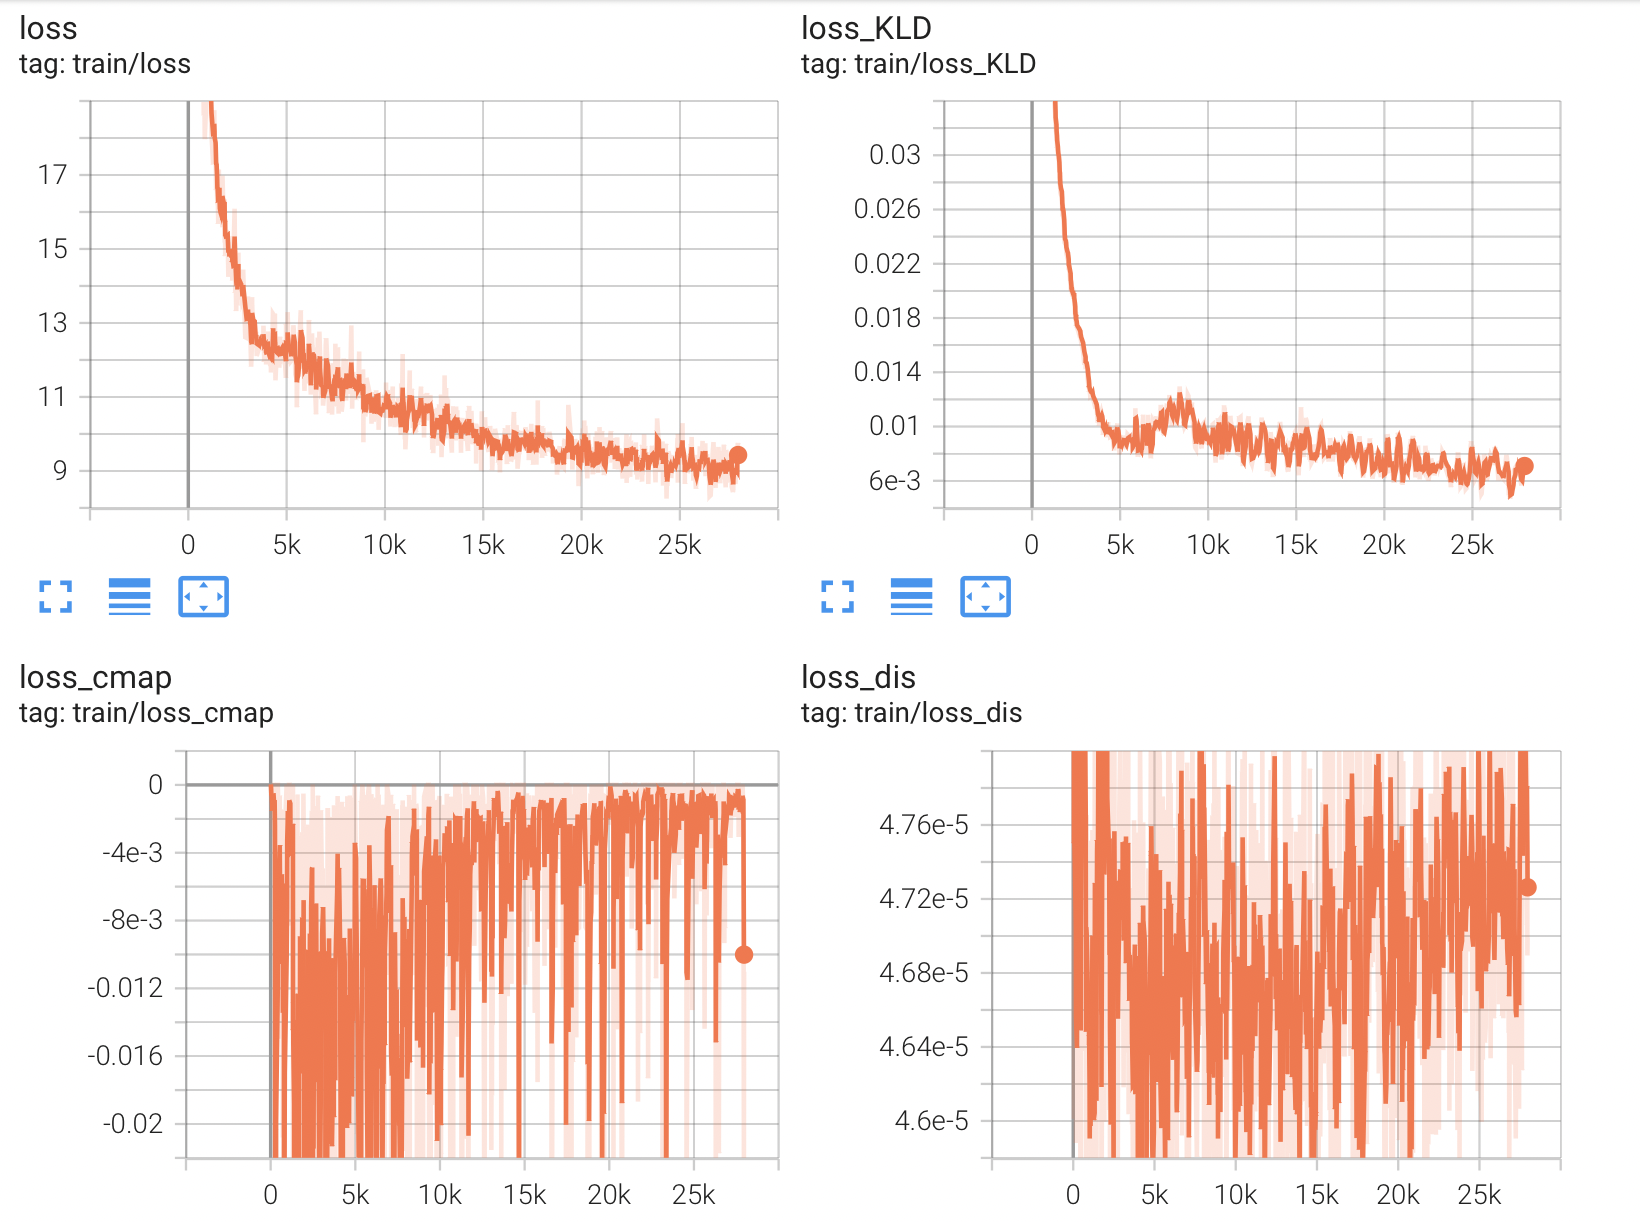 loss
tag: train/loss
17
15
13
11
9
0 5k 10k 15k 20k 25k
loss_KLD
tag: train/loss_KLD
0.03
0.026
0.022
0.018
0.014
0.01
6e-3
0 5k 10k 15k 20k 25k
loss_cmap
tag: train/loss_cmap
0
-4e-3
-8e-3
-0.012
-0.016
-0.02
0 5k 10k 15k 20k 25k
loss_dis
tag: train/loss_dis
4.76e-5
4.72e-5
4.68e-5
4.64e-5
4.6e-5
0 5k 10k 15k 20k 25k